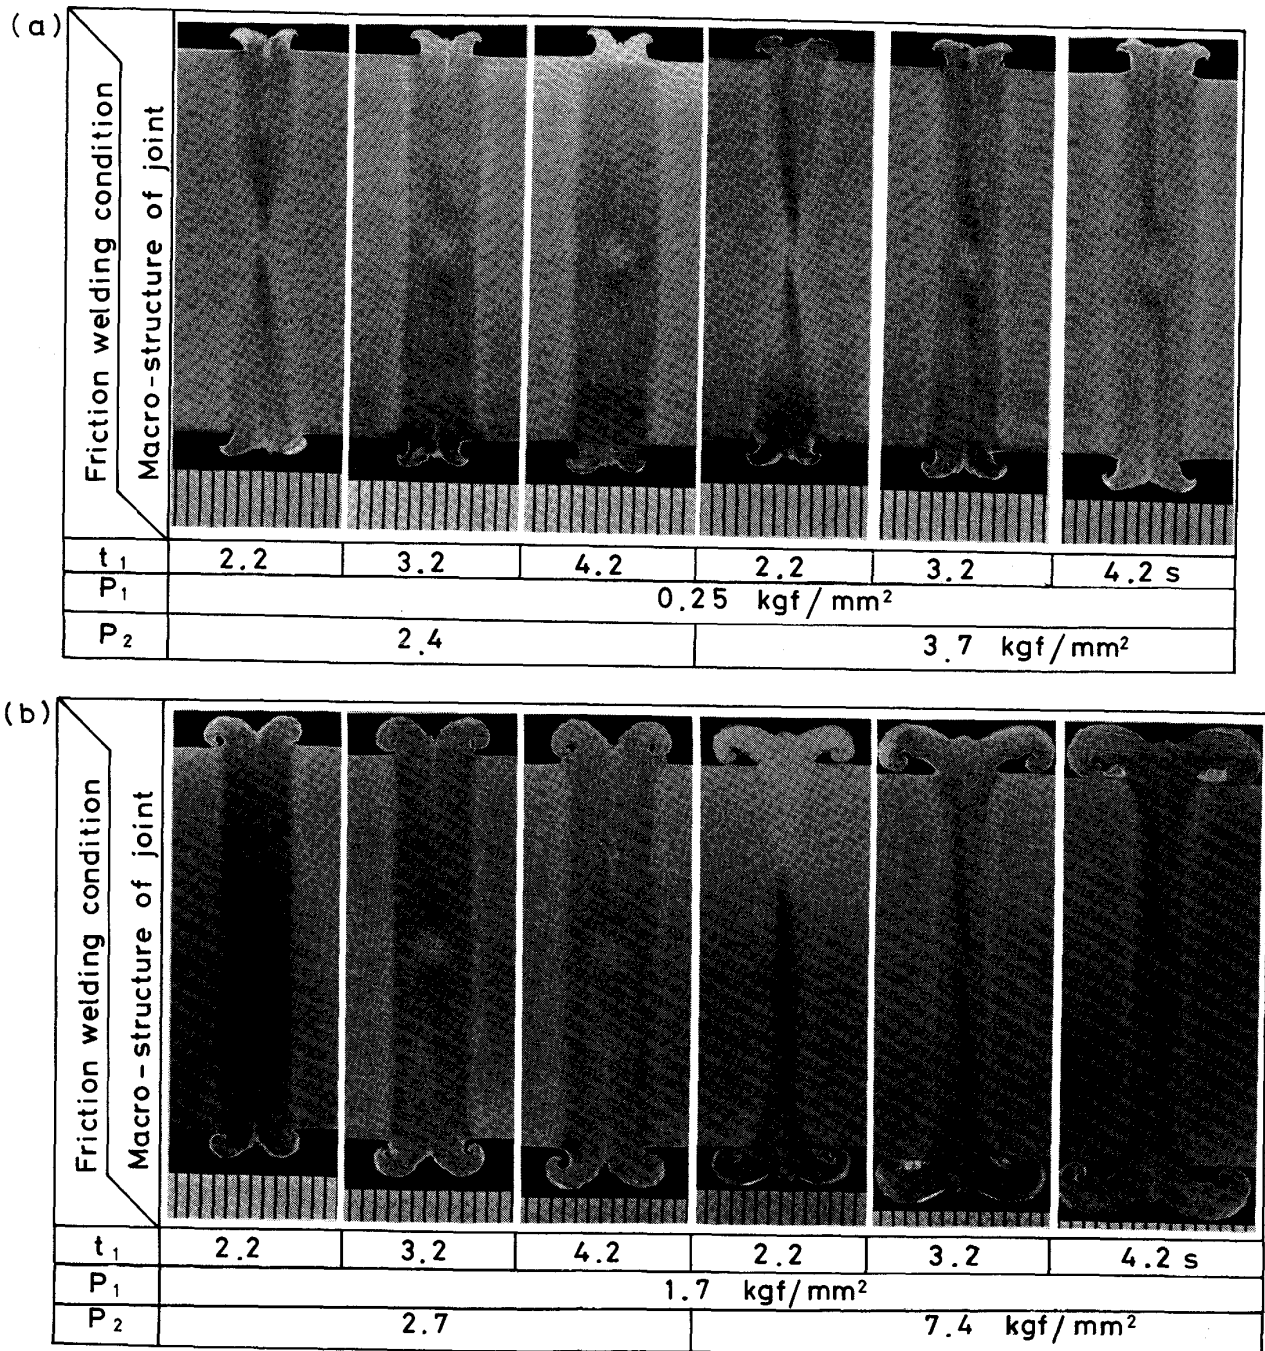 (a)
Friction welding condition
Macro-structure of joint
t₁ 2.2 3.2 4.2 2.2 3.2 4.2 s
P₁ 0.25 kgf/mm²
P₂ 2.4 3.7 kgf/mm²
(b)
Friction welding condition
Macro-structure of joint
t₁ 2.2 3.2 4.2 2.2 3.2 4.2 s
P₁ 1.7 kgf/mm²
P₂ 2.7 7.4 kgf/mm²